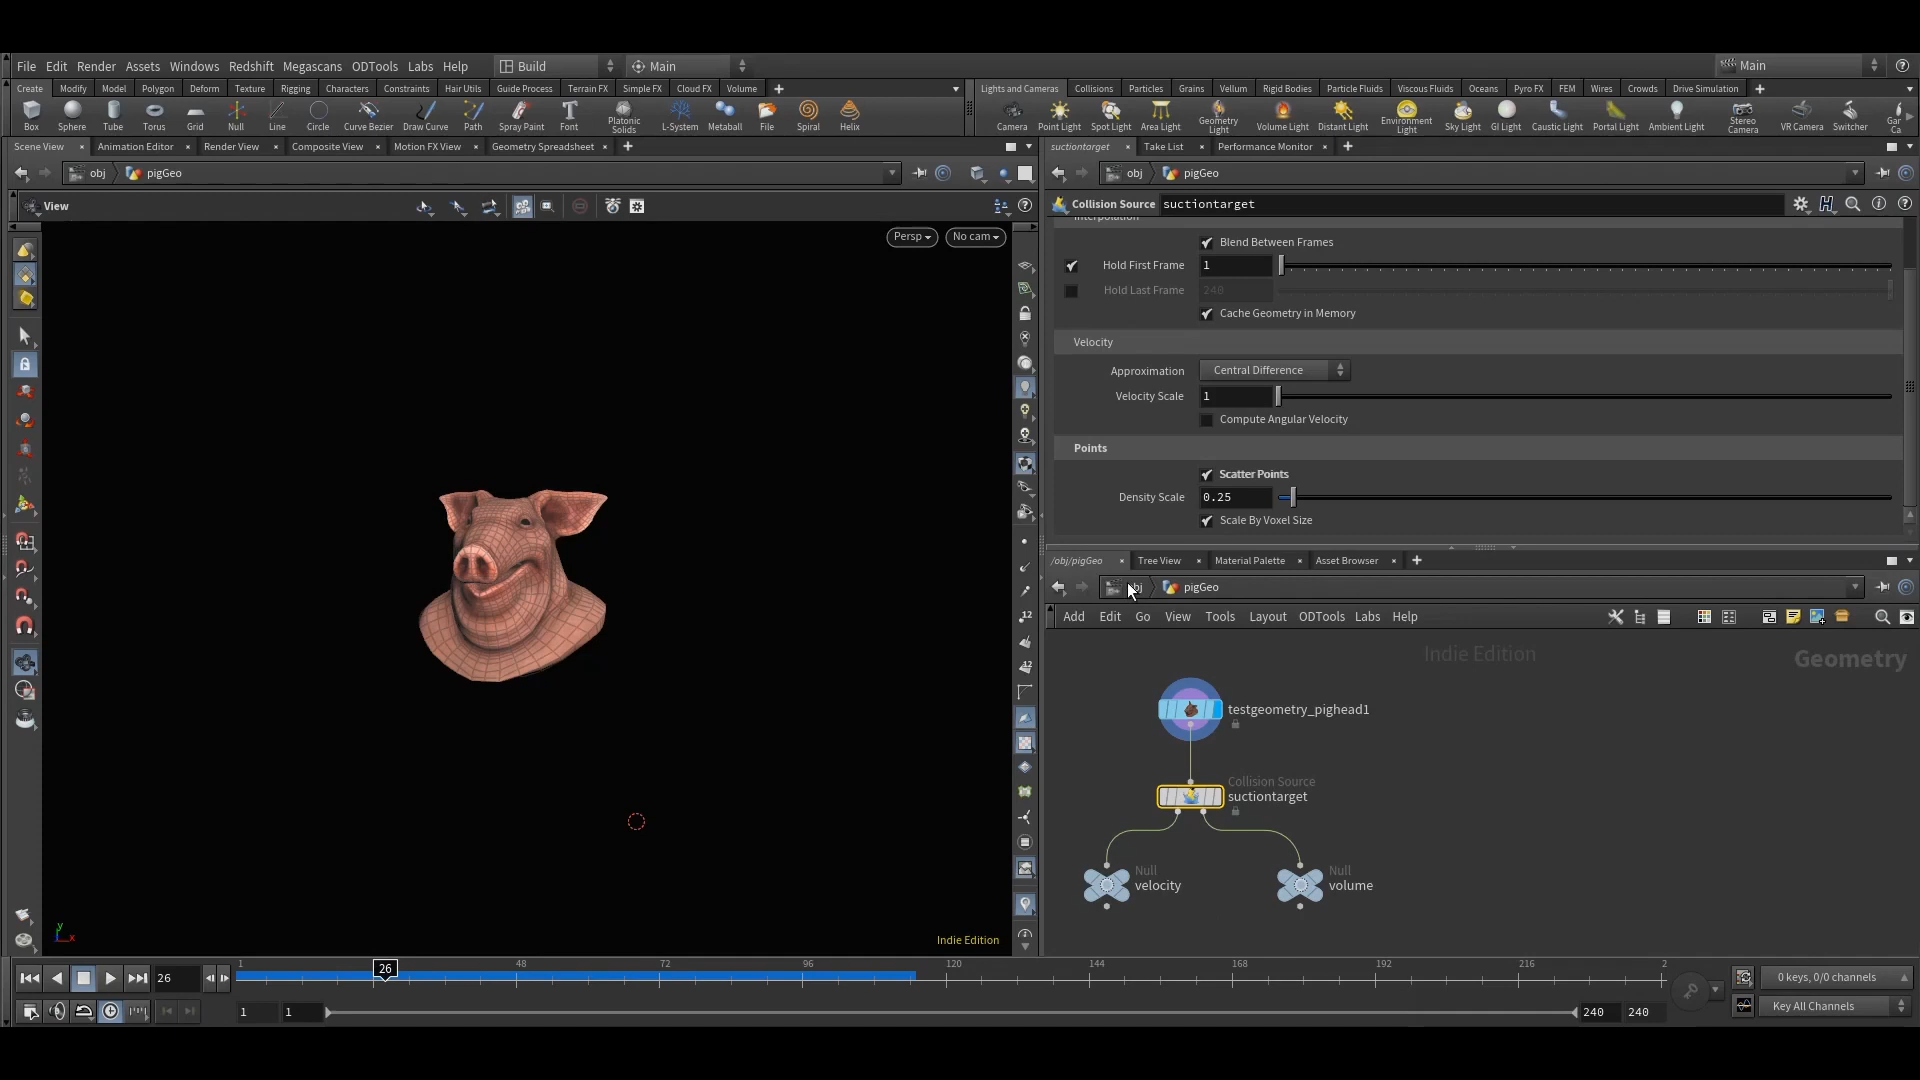 File Edit Render Assets Windows Redshift Megascans ODTools Labs Help Build Main Main
Create Modify Model Polygon Deform Texture Rigging Characters Constraints Hair Utils Guide Process Terrain FX Simple FX Cloud FX Volume
Lights and Cameras Collisions Particles Grains Vellum Rigid Bodies Particle Fluids Viscous Fluids Oceans Pyro FX FEM Wires Crowds Drive Simulation
Box Sphere Tube Torus Grid Null Line Circle Curve Bezier Draw Curve Path Spray Paint Font Platonic Solids L-System Metaball File Spiral Helix
Camera Point Light Spot Light Area Light Geometry Light Volume Light Distant Light Environment Light Sky Light GI Light Caustic Light Portal Light Ambient Light Stereo Camera VR Camera Switcher Gar Ca
Scene View Animation Editor Render View Composite View Motion FX View Geometry Spreadsheet
suctiontarget Take List Performance Monitor
obj pigGeo
obj pigGeo
View
Collision Source suctiontarget
Interpolation
Persp No cam
Blend Between Frames
Hold First Frame 1
Hold Last Frame 240
Cache Geometry in Memory
Velocity
Approximation Central Difference
Velocity Scale 1
Compute Angular Velocity
Points
Scatter Points
Density Scale 0.25
Scale By Voxel Size
/obj/pigGeo Tree View Material Palette Asset Browser
pigGeo
Add Edit Go View Tools Layout ODTools Labs Help
12
12
Indie Edition
Geometry
testgeometry_pighead1
Collision Source
suctiontarget
Null
velocity
Null
volume
y
x
Indie Edition
26 1 26 48 72 96 120 144 168 192 216 2
0 keys, 0/0 channels
1 1 240 240
Key All Channels